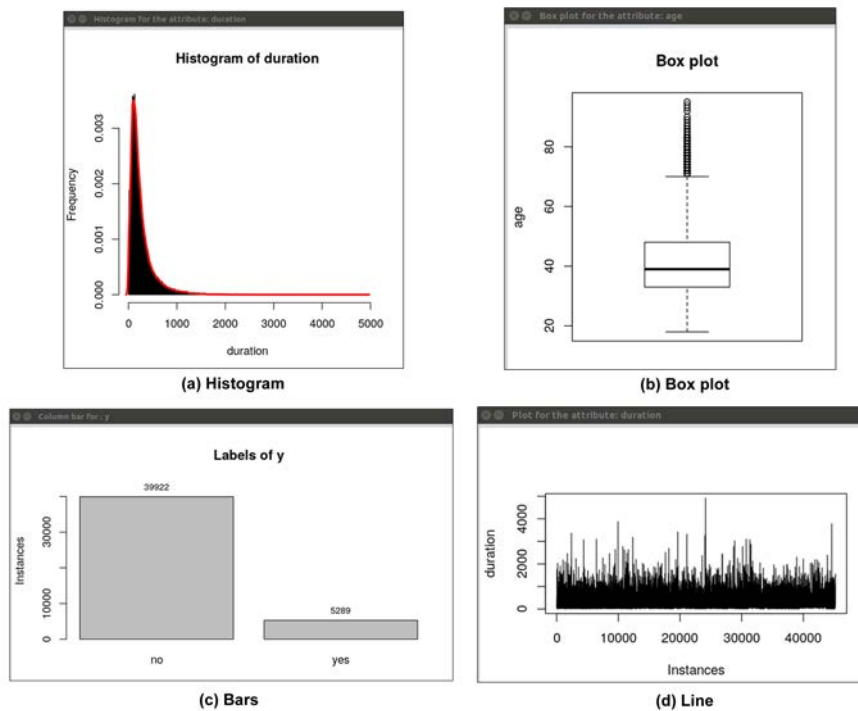 Histogram for the attribute: duration
Histogram of duration
Frequency
0.003
0.002
0.001
0.000
0 1000 2000 3000 4000 5000
duration
(a) Histogram
Box plot for the attribute: age
Box plot
age
80
60
40
20
(b) Box plot
Column bar for : y
Labels of y
39922
5289
Instances
30000
10000
0
no yes
(c) Bars
Plot for the attribute: duration
duration
4000
2000
0
0 10000 20000 30000 40000
Instances
(d) Line